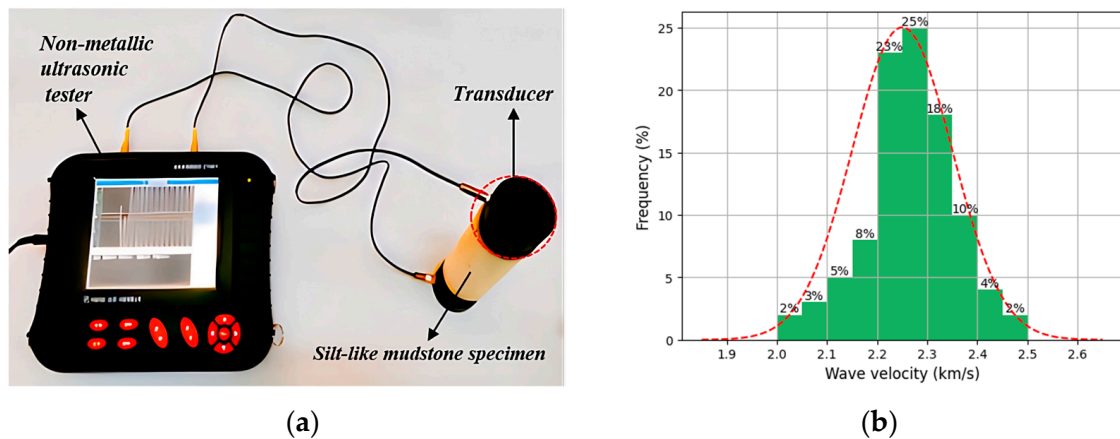 Non-metallic
ultrasonic
tester
Transducer
Silt-like mudstone specimen
(a)
Frequency (%)
25
20
15
10
5
0
2%
3%
5%
8%
23%
25%
18%
10%
4%
2%
1.9
2.0
2.1
2.2
2.3
2.4
2.5
2.6
Wave velocity (km/s)
(b)